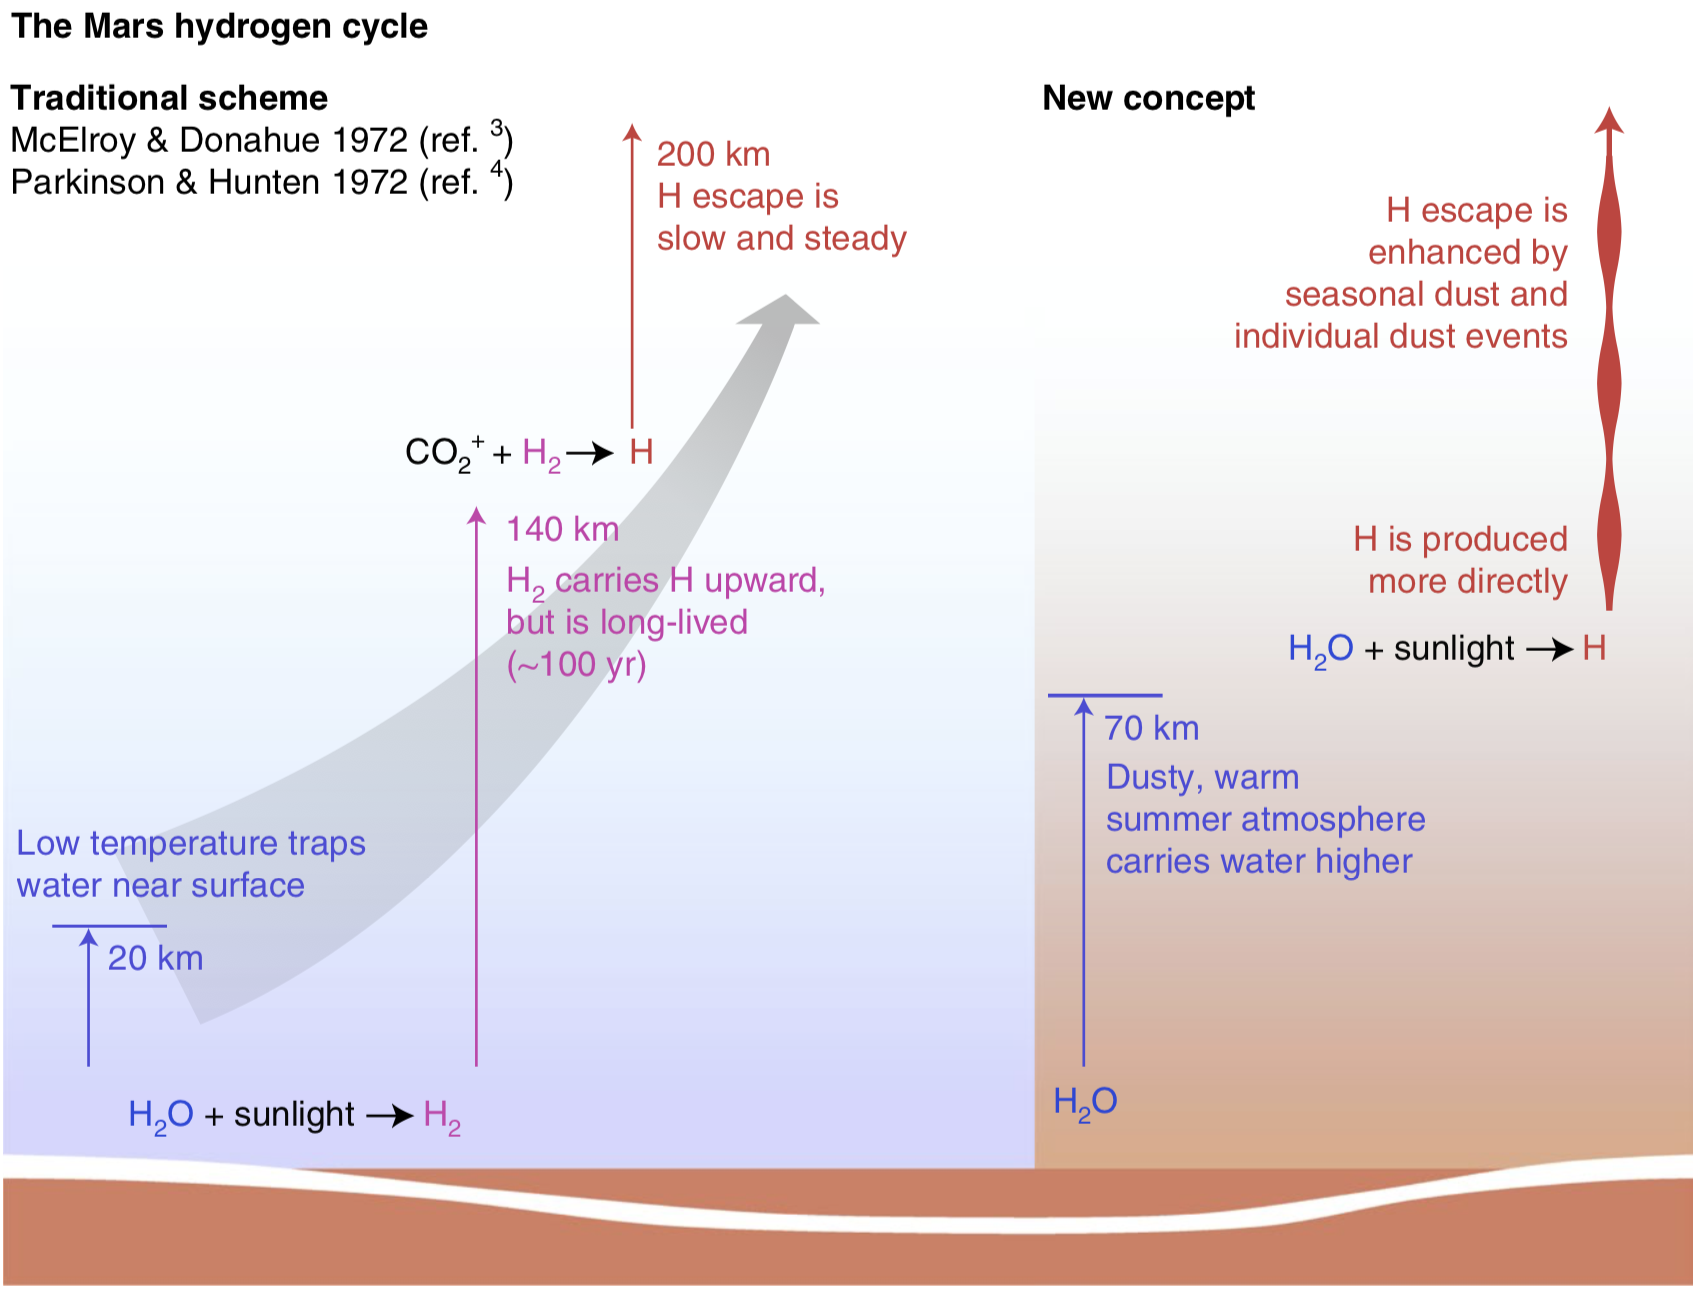 The Mars hydrogen cycle
Traditional scheme
McElroy & Donahue 1972 (ref. ³)
Parkinson & Hunten 1972 (ref. ⁴)
200 km
H escape is
slow and steady
CO₂⁺ + H₂ → H
140 km
H₂ carries H upward,
but is long-lived
(~100 yr)
Low temperature traps
water near surface
20 km
H₂O + sunlight → H₂
New concept
H escape is
enhanced by
seasonal dust and
individual dust events
H is produced
more directly
H₂O + sunlight → H
70 km
Dusty, warm
summer atmosphere
carries water higher
H₂O